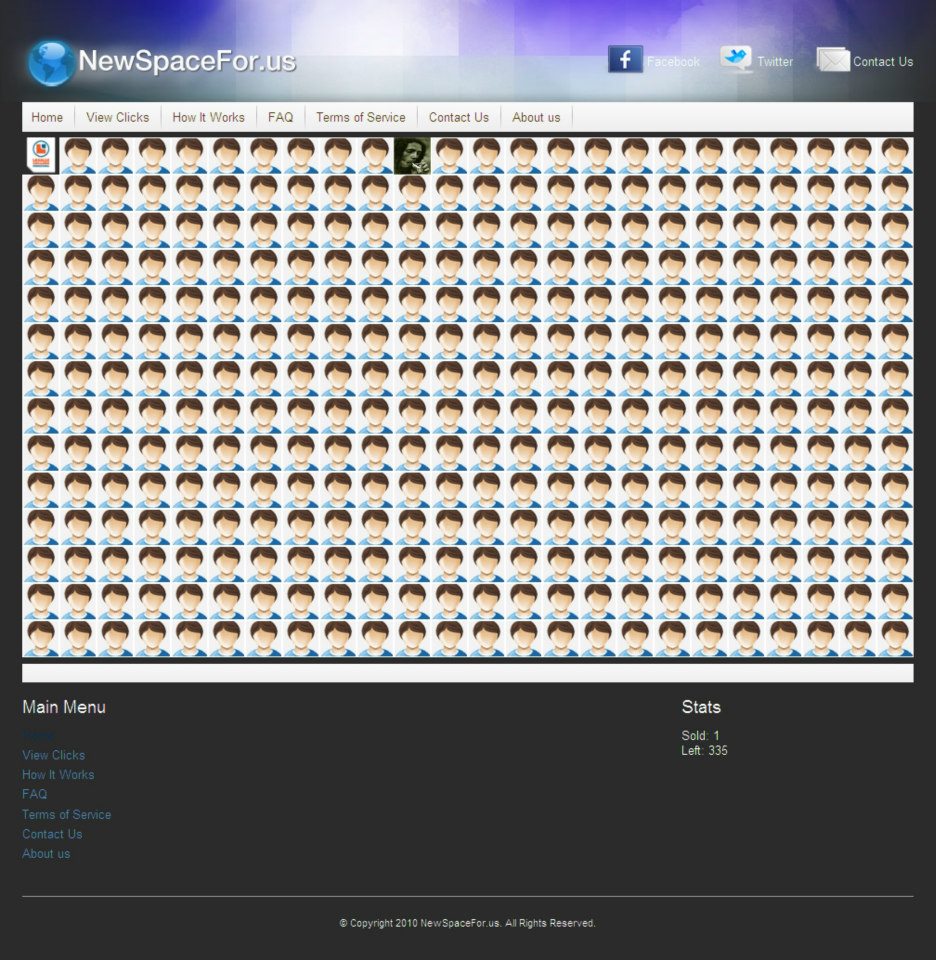 NewSpaceFor.us
Facebook Twitter Contact Us
Home View Clicks How It Works FAQ Terms of Service Contact Us About us
Main Menu
Home
View Clicks
How It Works
FAQ
Terms of Service
Contact Us
About us
Stats
Sold: 1
Left: 335
© Copyright 2010 NewSpaceFor.us. All Rights Reserved.